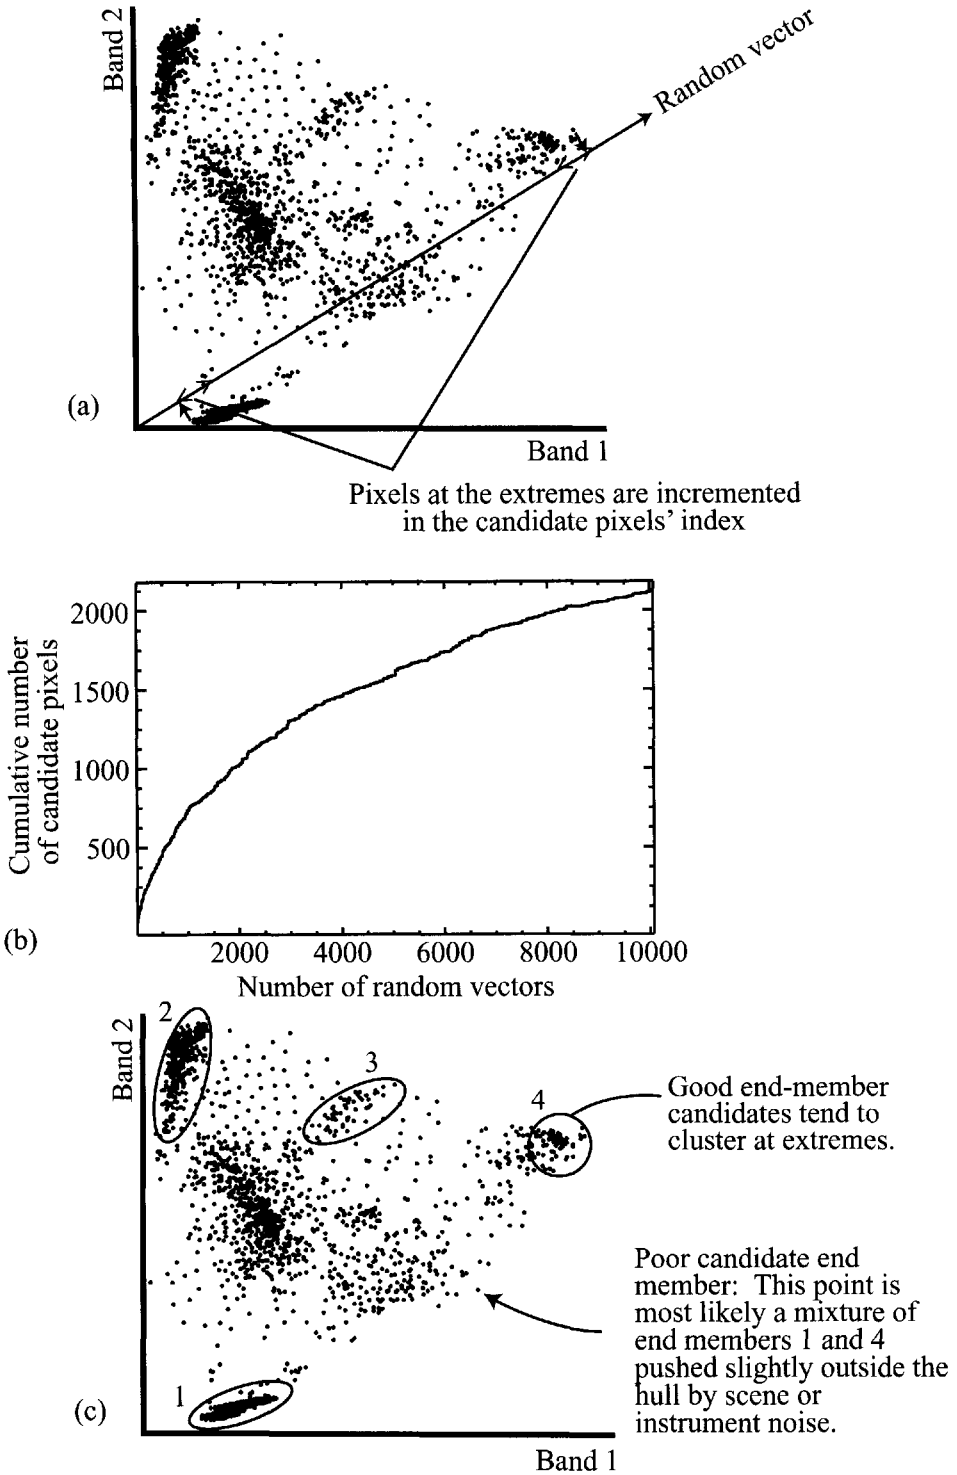 Band 2
Random vector
(a)
Band 1
Pixels at the extremes are incremented
in the candidate pixels' index
2000
1500
1000
500
Cumulative number
of candidate pixels
(b)
2000 4000 6000 8000 10000
Number of random vectors
2
Band 2
3
4
Good end-member
candidates tend to
cluster at extremes.
Poor candidate end
member: This point is
most likely a mixture of
end members 1 and 4
pushed slightly outside the
hull by scene or
instrument noise.
1
(c)
Band 1